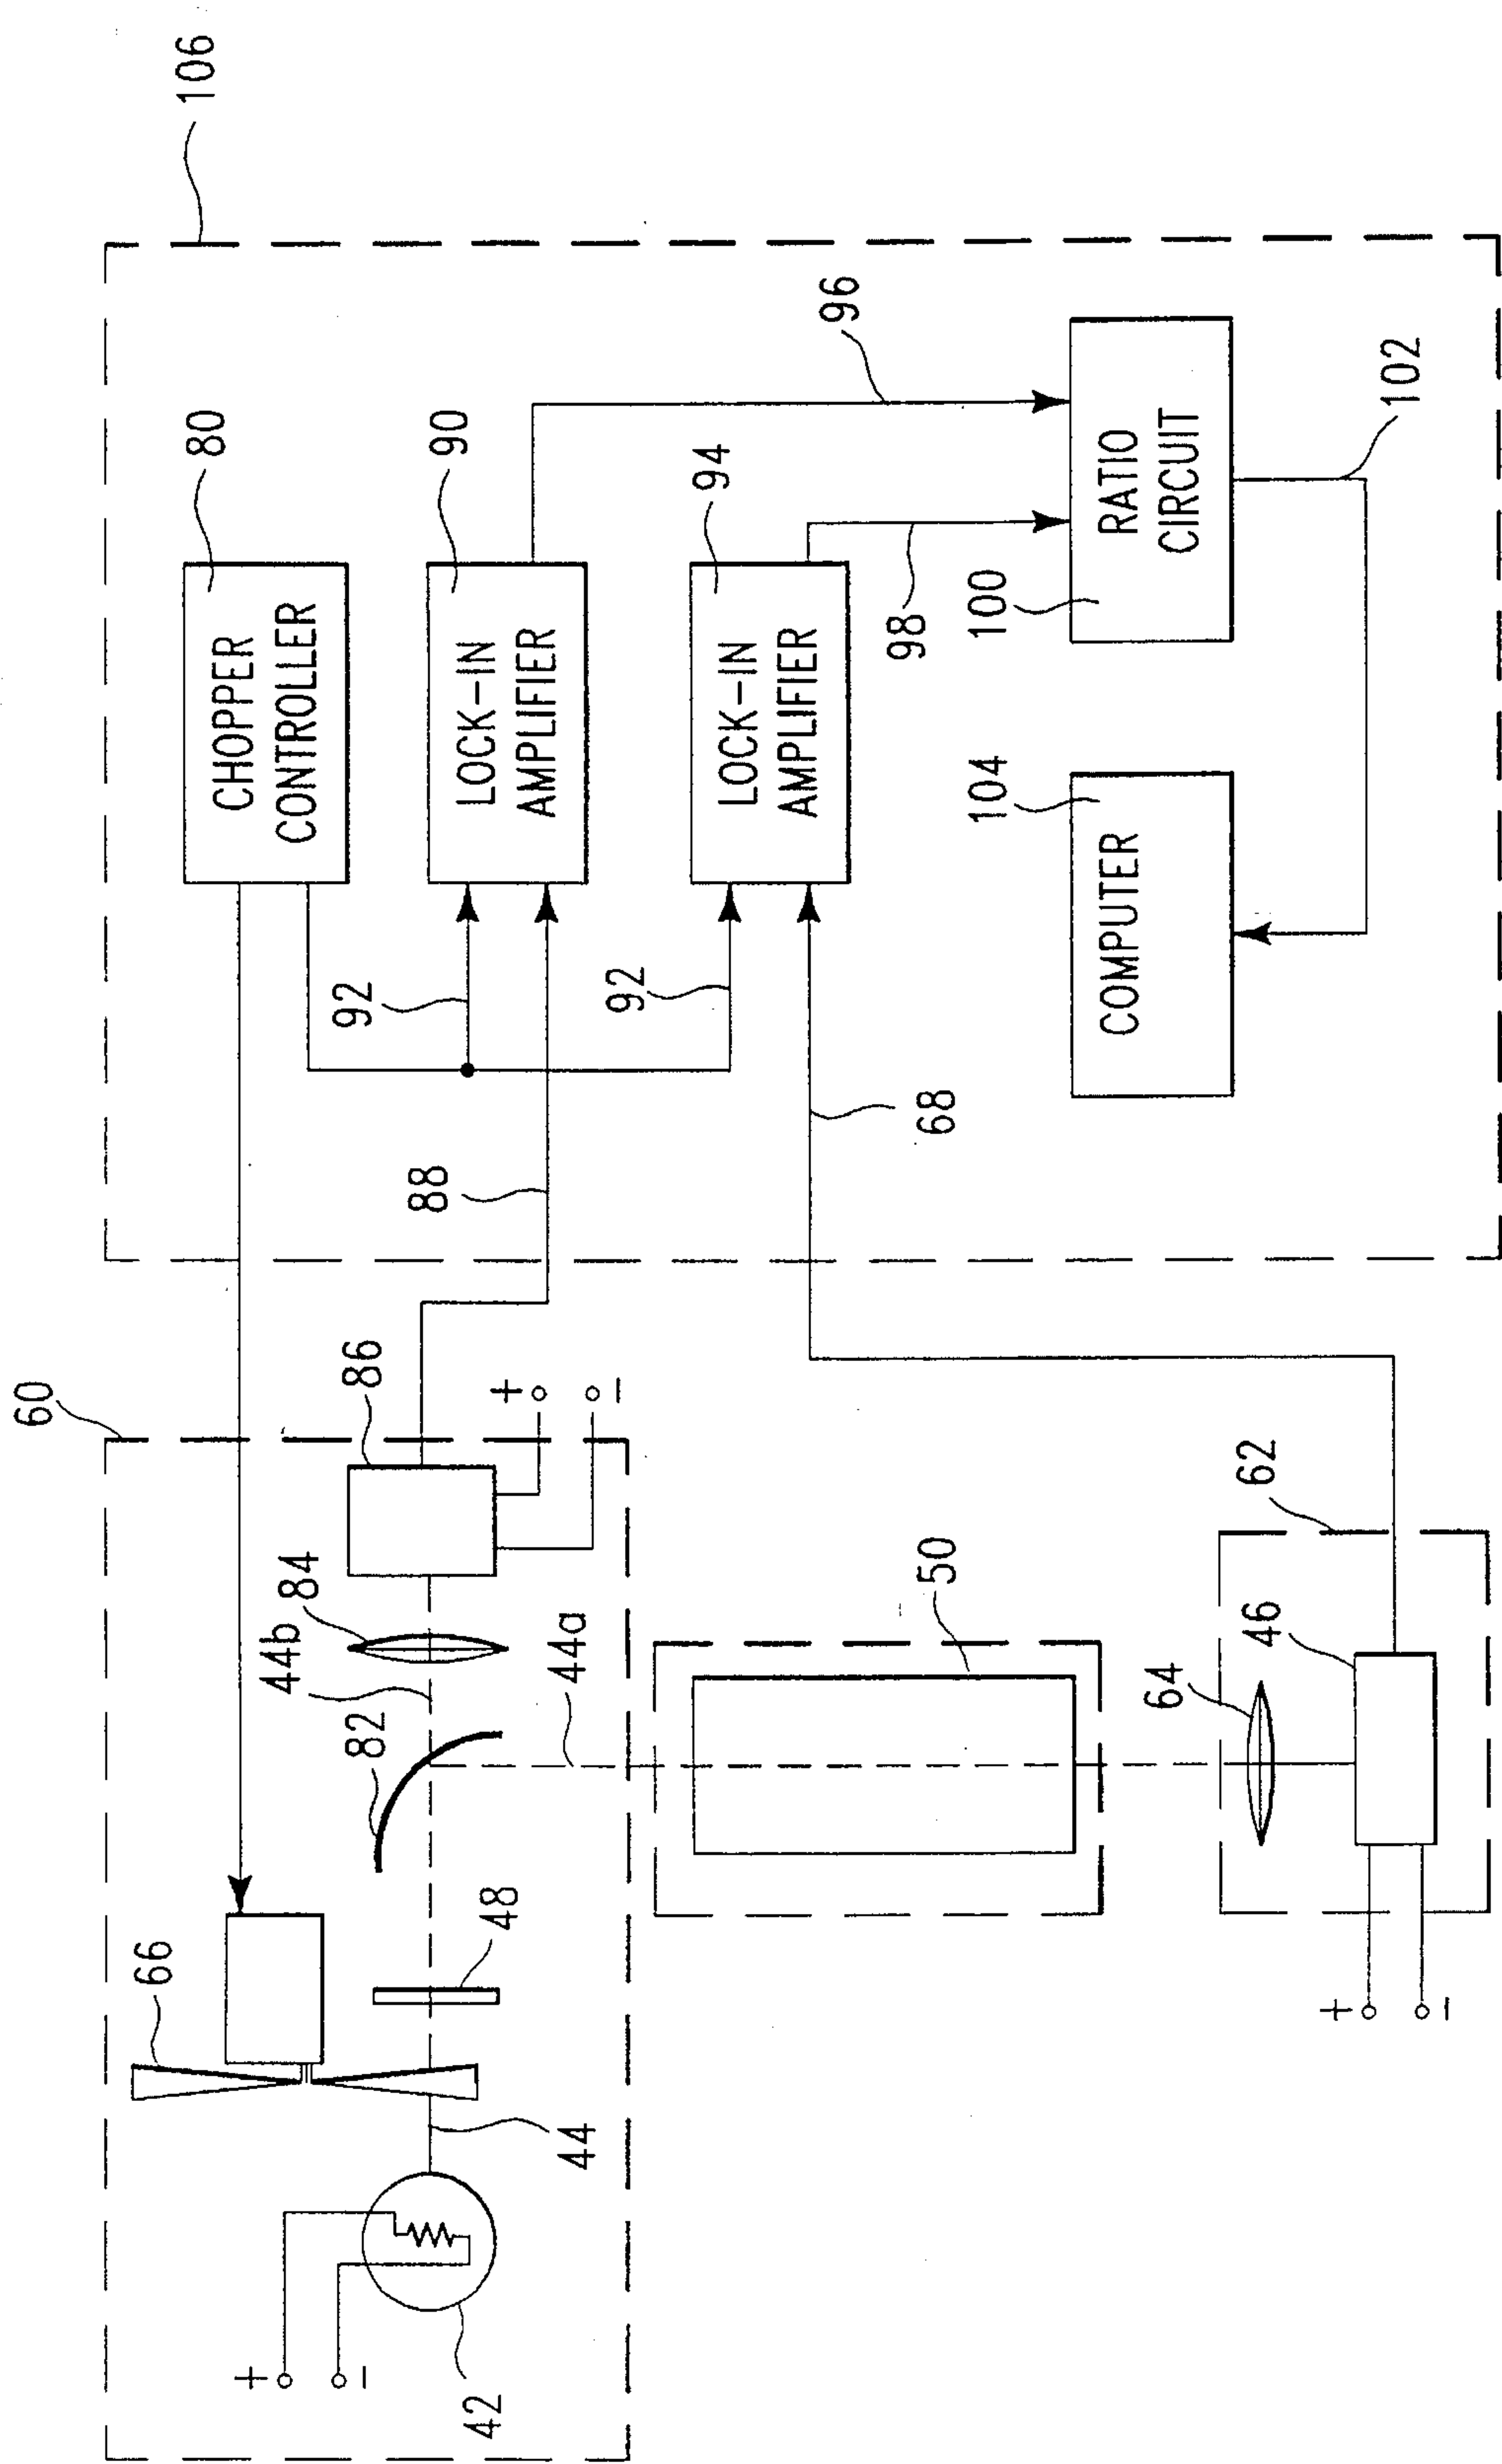 106
60
80
CHOPPER
CONTROLLER
90
LOCK-IN
AMPLIFIER
94
LOCK-IN
AMPLIFIER
96
98
100
RATIO
CIRCUIT
102
104
COMPUTER
92
92
88
68
66
42
+
-
44
48
82
44b
84
86
+
-
44a
50
62
64
46
+
-